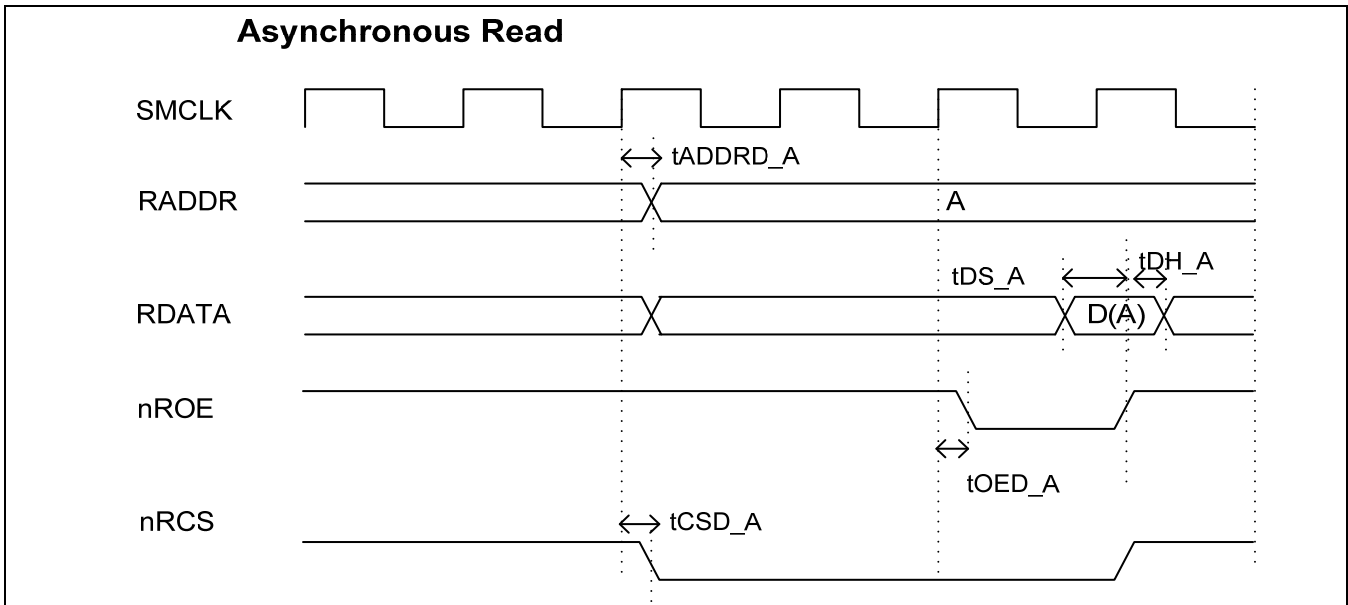 Asynchronous Read
SMCLK
tADDRD_A
RADDR
A
tDH_A
tDS_A
RDATA
D(A)
nROE
tOED_A
nRCS
tCSD_A